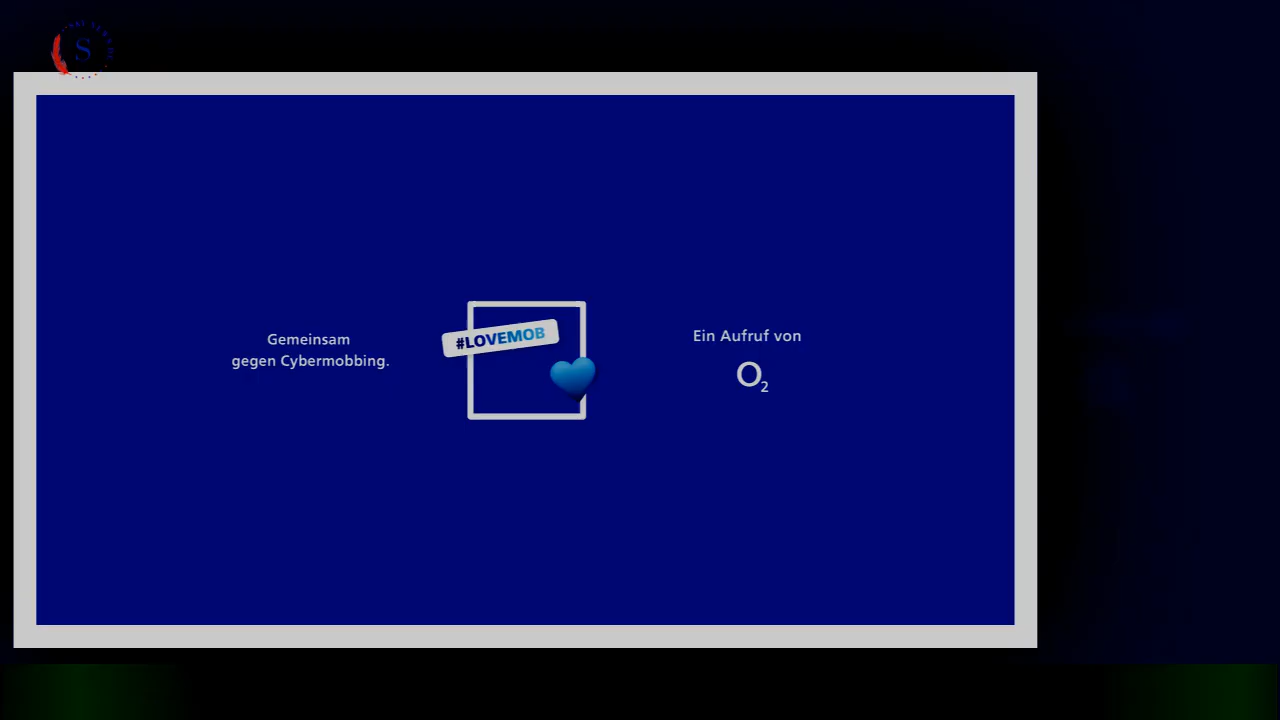 S
Gemeinsam
gegen Cybermobbing.
#LOVEMOB
Ein Aufruf von
O2